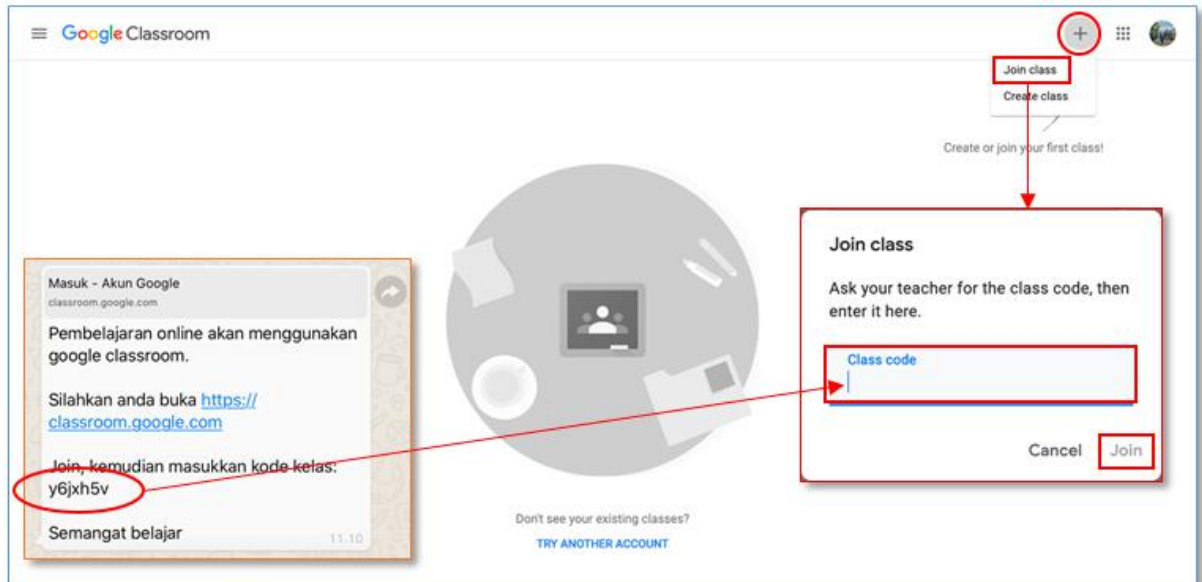 Google Classroom
Join class
Create class
Create or join your first class!
Masuk - Akun Google
classroom.google.com
Pembelajaran online akan menggunakan
google classroom.
Silahkan anda buka https://
classroom.google.com
Join, kemudian masukkan kode kelas:
y6jxh5v
Semangat belajar
11.10
Join class
Ask your teacher for the class code, then
enter it here.
Class code
Cancel Join
Don't see your existing classes?
TRY ANOTHER ACCOUNT